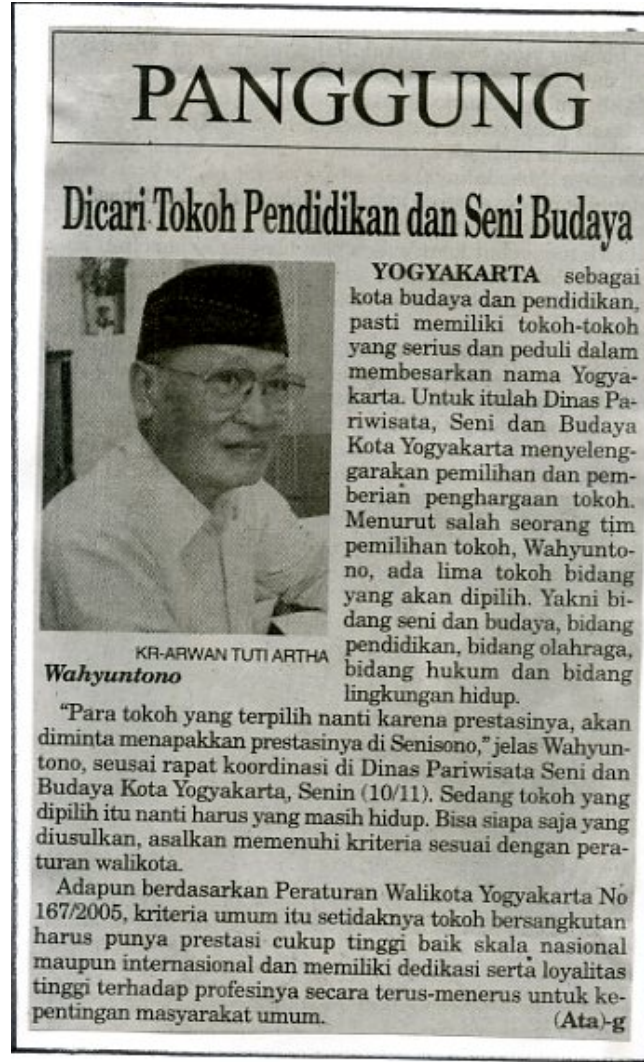 PANGGUNG
Dicari Tokoh Pendidikan dan Seni Budaya
YOGYAKARTA sebagai
kota budaya dan pendidikan,
pasti memiliki tokoh-tokoh
yang serius dan peduli dalam
membesarkan nama Yogya-
karta. Untuk itulah Dinas Pa-
riwisata, Seni dan Budaya
Kota Yogyakarta menyeleng-
garakan pemilihan dan pem-
berian penghargaan tokoh.
Menurut salah seorang tim
pemilihan tokoh, Wahyunto-
no, ada lima tokoh bidang
yang akan dipilih. Yakni bi-
dang seni dan budaya, bidang
pendidikan, bidang olahraga,
bidang hukum dan bidang
lingkungan hidup.
KR-ARWAN TUTI ARTHA
Wahyuntono
"Para tokoh yang terpilih nanti karena prestasinya, akan
diminta menapakkan prestasinya di Senisono," jelas Wahyun-
tono, seusai rapat koordinasi di Dinas Pariwisata Seni dan
Budaya Kota Yogyakarta, Senin (10/11). Sedang tokoh yang
dipilih itu nanti harus yang masih hidup. Bisa siapa saja yang
diusulkan, asalkan memenuhi kriteria sesuai dengan pera-
turan walikota.
Adapun berdasarkan Peraturan Walikota Yogyakarta No
167/2005, kriteria umum itu setidaknya tokoh bersangkutan
harus punya prestasi cukup tinggi baik skala nasional
maupun internasional dan memiliki dedikasi serta loyalitas
tinggi terhadap profesinya secara terus-menerus untuk ke-
pentingan masyarakat umum. (Ata)-g